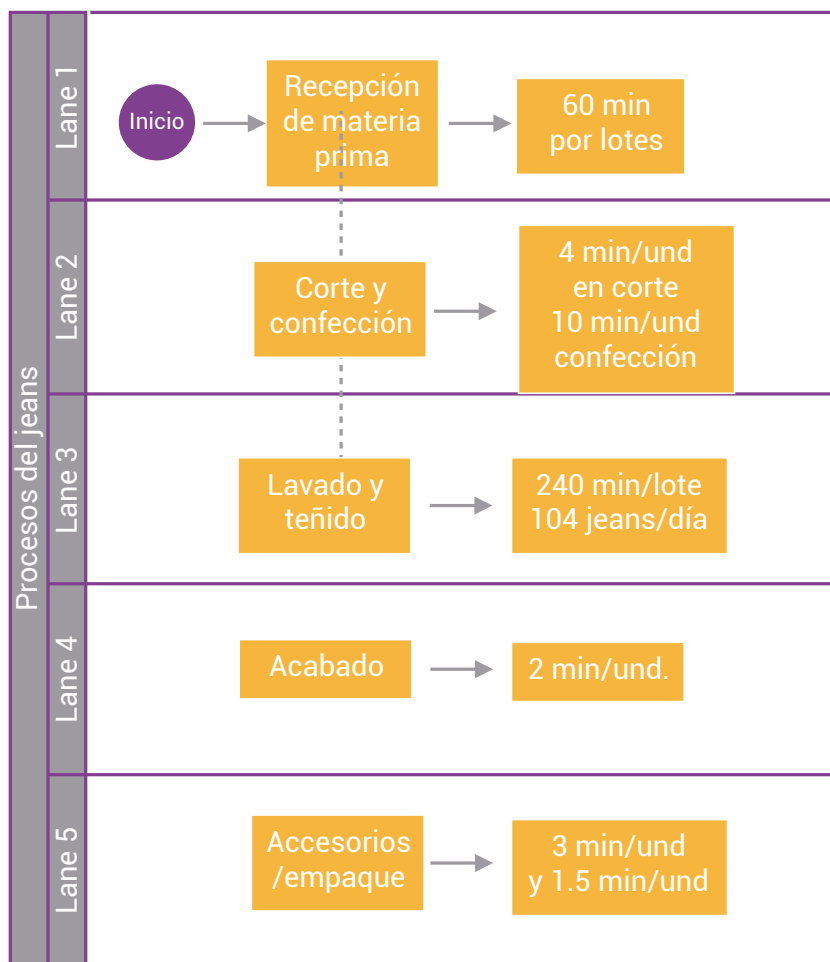 Procesos del jeans
Lane 1
Inicio
Recepción
de materia
prima
60 min
por lotes
Lane 2
Corte y
confección
4 min/und
en corte
10 min/und
confección
Lane 3
Lavado y
teñido
240 min/lote
104 jeans/día
Lane 4
Acabado
2 min/und.
Lane 5
Accesorios
/empaque
3 min/und
y 1.5 min/und